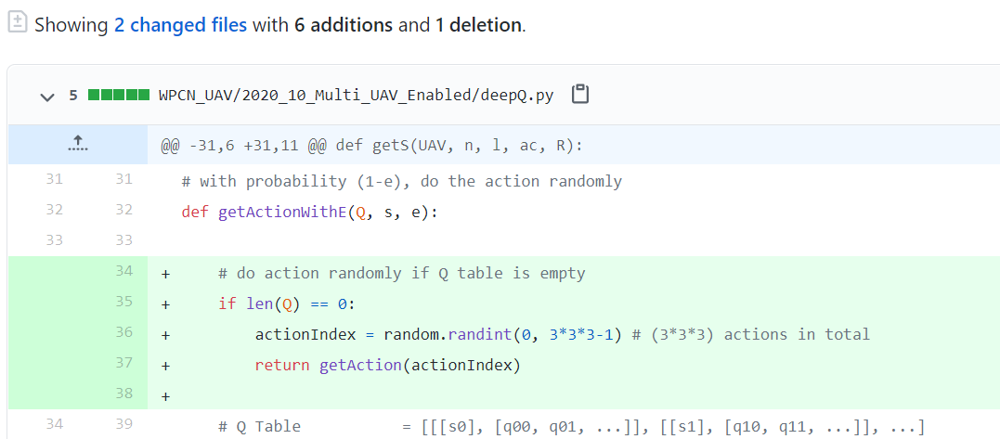 Showing 2 changed files with 6 additions and 1 deletion.
5 WPCN_UAV/2020_10_Multi_UAV_Enabled/deepQ.py
@@ -31,6 +31,11 @@ def getS(UAV, n, l, ac, R):
31 31 # with probability (1-e), do the action randomly
32 32 def getActionWithE(Q, s, e):
33 33
34 + # do action randomly if Q table is empty
35 + if len(Q) == 0:
36 + actionIndex = random.randint(0, 3*3*3-1) # (3*3*3) actions in total
37 + return getAction(actionIndex)
38 +
34 39 # Q Table = [[[s0], [q00, q01, ...]], [[s1], [q10, q11, ...]], ...]